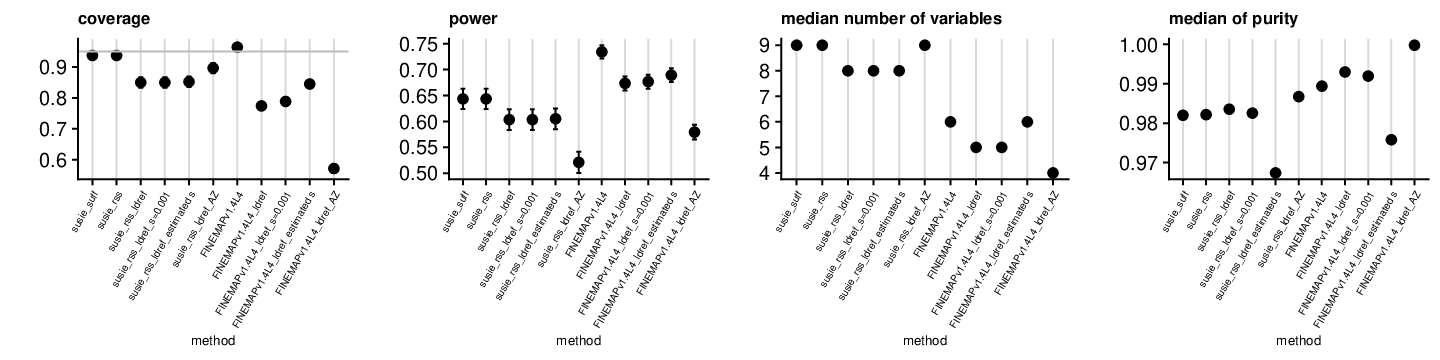 coverage
0.9
0.8
0.7
0.6
susie_suff
susie_rss
susie_rss_ldref
susie_rss_ldref_s=0.001
susie_rss_ldref_estimated.s
susie_rss_ldref_AZ
FINEMAPv1.4L4
FINEMAPv1.4L4_ldref
FINEMAPv1.4L4_ldref_s=0.001
FINEMAPv1.4L4_ldref_estimated.s
FINEMAPv1.4L4_ldref_AZ
method
power
0.75
0.70
0.65
0.60
0.55
0.50
susie_suff
susie_rss
susie_rss_ldref
susie_rss_ldref_s=0.001
susie_rss_ldref_estimated.s
susie_rss_ldref_AZ
FINEMAPv1.4L4
FINEMAPv1.4L4_ldref
FINEMAPv1.4L4_ldref_s=0.001
FINEMAPv1.4L4_ldref_estimated.s
FINEMAPv1.4L4_ldref_AZ
method
median number of variables
9
8
7
6
5
4
susie_suff
susie_rss
susie_rss_ldref
susie_rss_ldref_s=0.001
susie_rss_ldref_estimated.s
susie_rss_ldref_AZ
FINEMAPv1.4L4
FINEMAPv1.4L4_ldref
FINEMAPv1.4L4_ldref_s=0.001
FINEMAPv1.4L4_ldref_estimated.s
FINEMAPv1.4L4_ldref_AZ
method
median of purity
1.00
0.99
0.98
0.97
susie_suff
susie_rss
susie_rss_ldref
susie_rss_ldref_s=0.001
susie_rss_ldref_estimated.s
susie_rss_ldref_AZ
FINEMAPv1.4L4
FINEMAPv1.4L4_ldref
FINEMAPv1.4L4_ldref_s=0.001
FINEMAPv1.4L4_ldref_estimated.s
FINEMAPv1.4L4_ldref_AZ
method